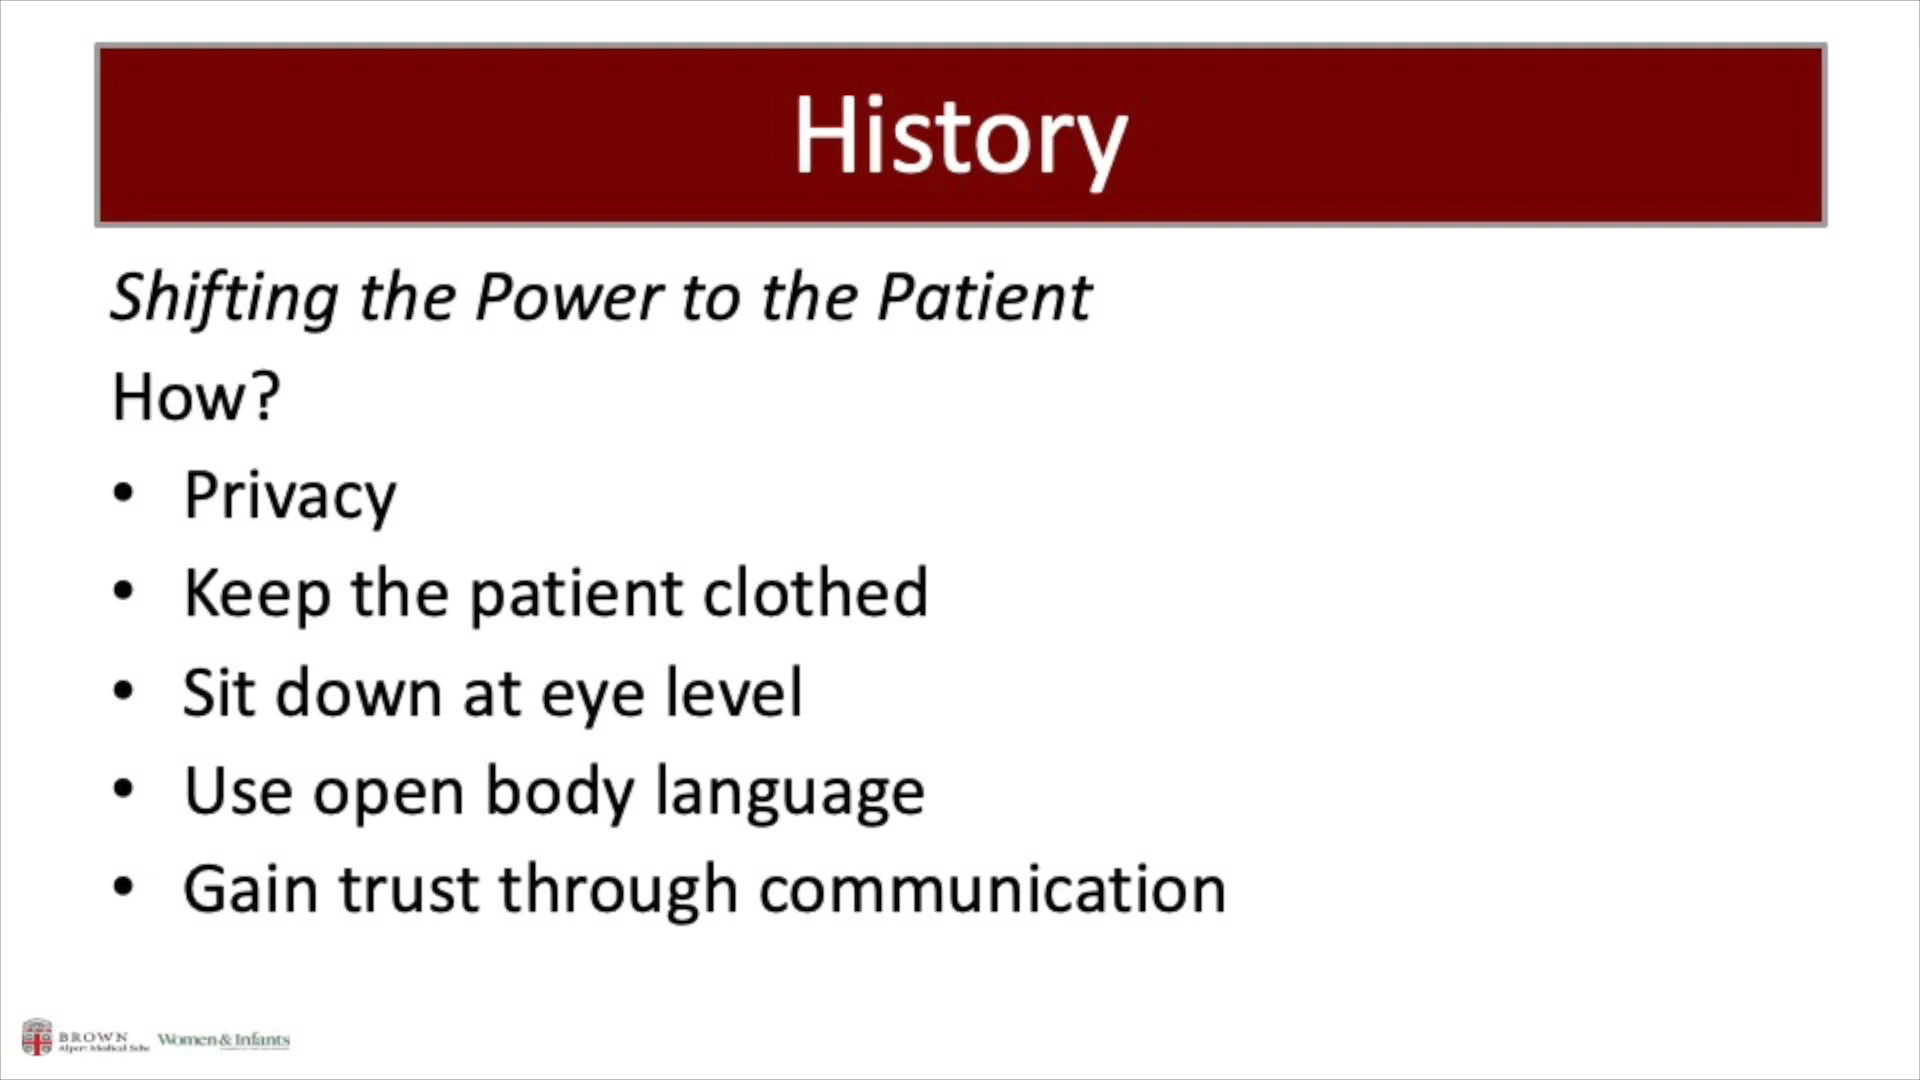 History
Shifting the Power to the Patient
How?
• Privacy
• Keep the patient clothed
• Sit down at eye level
• Use open body language
• Gain trust through communication
BROWN
Alpert Medical
Women & Infants